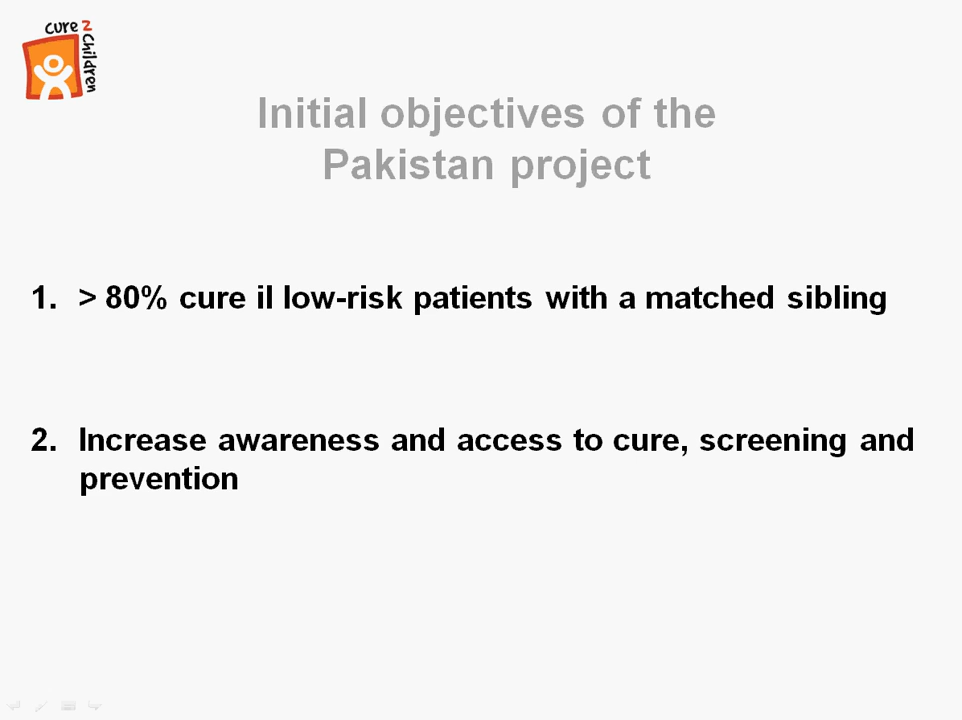 cure 2
children
Initial objectives of the
Pakistan project
1. > 80% cure il low-risk patients with a matched sibling
2. Increase awareness and access to cure, screening and
prevention